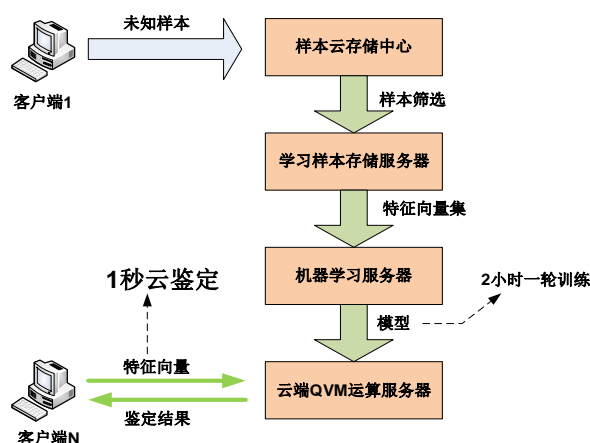 未知样本
样本云存储中心
客户端1
样本筛选
学习样本存储服务器
特征向量集
1秒云鉴定
机器学习服务器
2小时一轮训练
模型
特征向量
云端QVM运算服务器
鉴定结果
客户端N